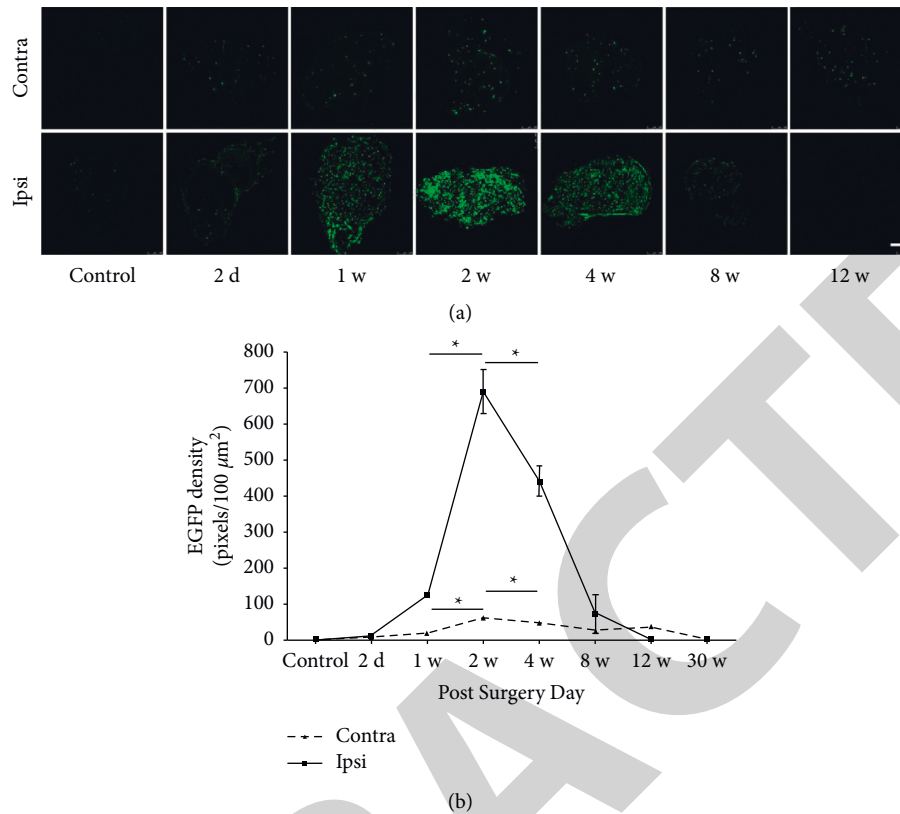 Contra
Ipsi
Control 2 d 1 w 2 w 4 w 8 w 12 w
(a)
800
700
600
500
400
300
200
100
0
EGFP density
(pixels/100 μm²)
* *
* *
Control 2 d 1 w 2 w 4 w 8 w 12 w 30 w
Post Surgery Day
Contra
Ipsi
(b)